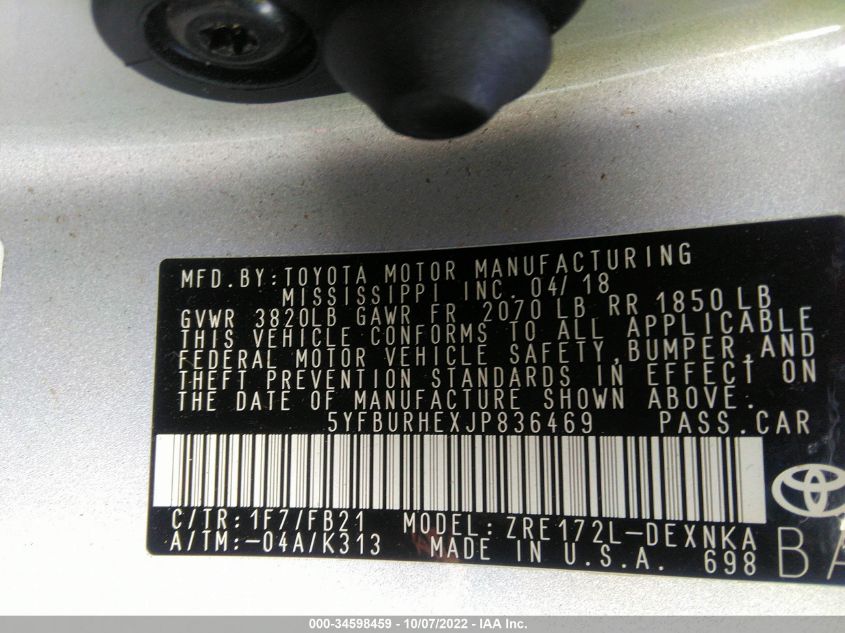 MFD.BY:TOYOTA MOTOR MANUFACTURING
MISSISSIPPI INC. 04/18
GVWR 3820LB GAWR FR 2070 LB RR 1850 LB
THIS VEHICLE CONFORMS TO ALL APPLICABLE
FEDERAL MOTOR VEHICLE SAFETY,BUMPER,AND
THEFT PREVENTION STANDARDS IN EFFECT ON
THE DATE OF MANUFACTURE SHOWN ABOVE.
5YFBURHEXJP836469 PASS.CAR
C/TR:1F7/FB21 MODEL:ZRE172L-DEXNKA
A/TM:-04A/K313 MADE IN U.S.A. 698
BA
000-34598459 - 10/07/2022 - IAA Inc.